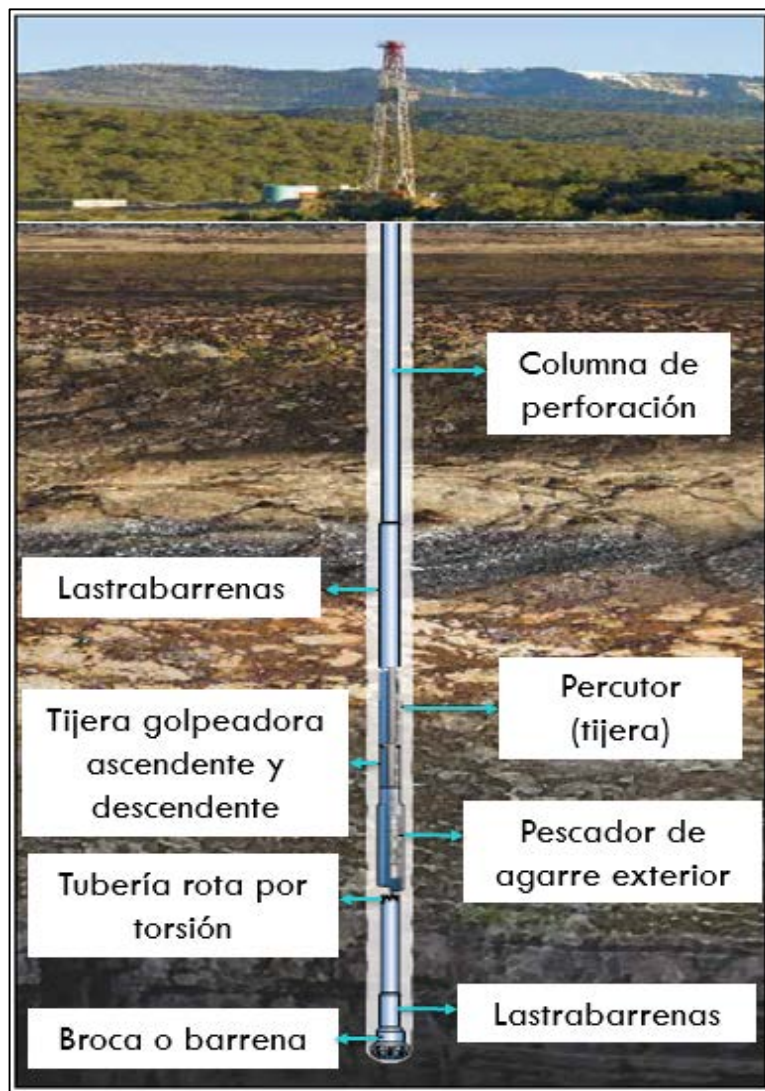 Columna de
perforación
Lastrabarrenas
Percutor
(tijera)
Tijera golpeadora
ascendente y
descendente
Pescador de
agarre exterior
Tubería rota por
torsión
Lastrabarrenas
Broca o barrena